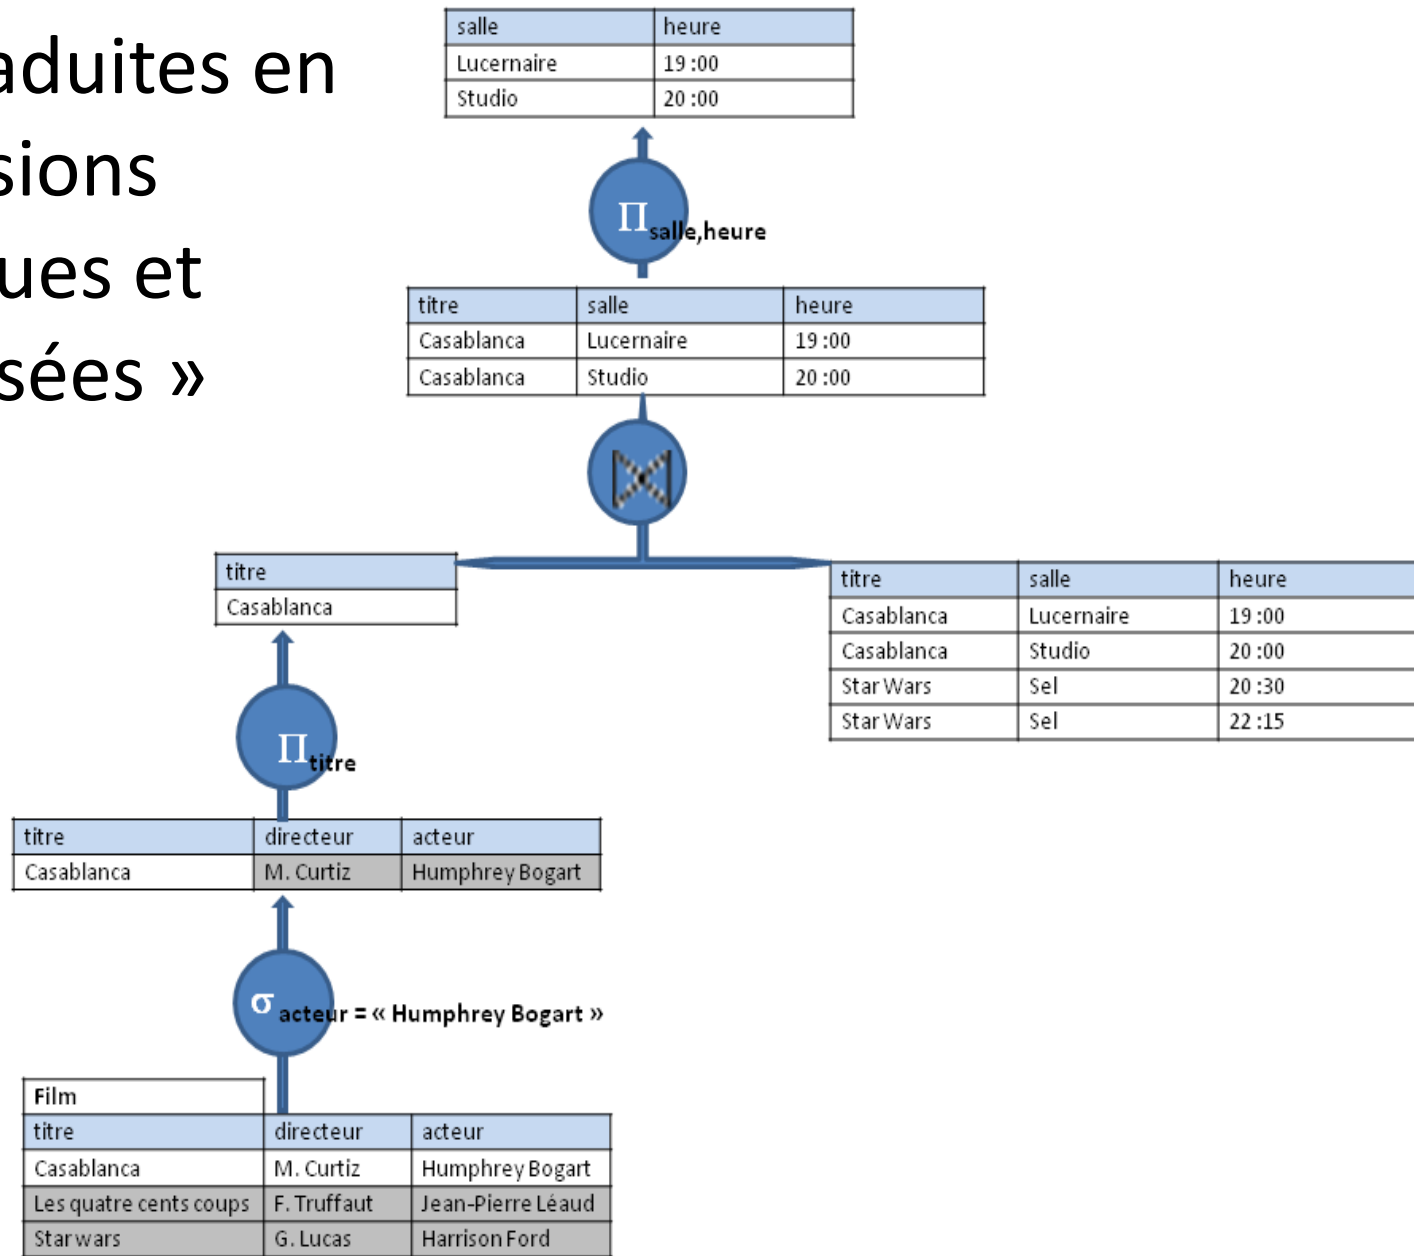 aduites en
sions
ues et
sées »
salle heure
Lucernaire 19 :00
Studio 20 :00
Π salle,heure
titre salle heure
Casablanca Lucernaire 19 :00
Casablanca Studio 20 :00
titre
Casablanca
titre salle heure
Casablanca Lucernaire 19 :00
Casablanca Studio 20 :00
Star Wars Sel 20 :30
Star Wars Sel 22 :15
Π titre
titre directeur acteur
Casablanca M. Curtiz Humphrey Bogart
σ acteur = « Humphrey Bogart »
Film
titre directeur acteur
Casablanca M. Curtiz Humphrey Bogart
Les quatre cents coups F. Truffaut Jean-Pierre Léaud
Star wars G. Lucas Harrison Ford